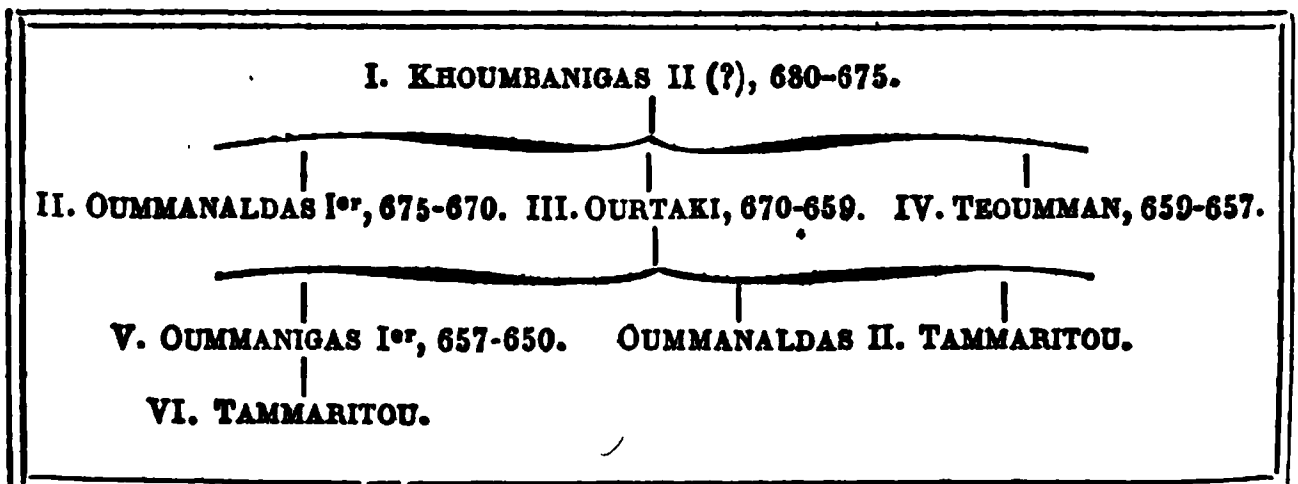 I. KHOUMBANIGAS II (?), 680-675.
II. OUMMANALDAS Ier, 675-670. III. OURTAKI, 670-659. IV. TEOUMMAN, 659-657.
V. OUMMANIGAS Ier, 657-650. OUMMANALDAS II. TAMMARITOU.
VI. TAMMARITOU.